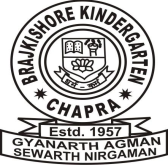 BRAJKISHORE KINDERGARTEN
CHAPRA
Estd. 1957
GYANARTH AGMAN
SEWARTH NIRGAMAN